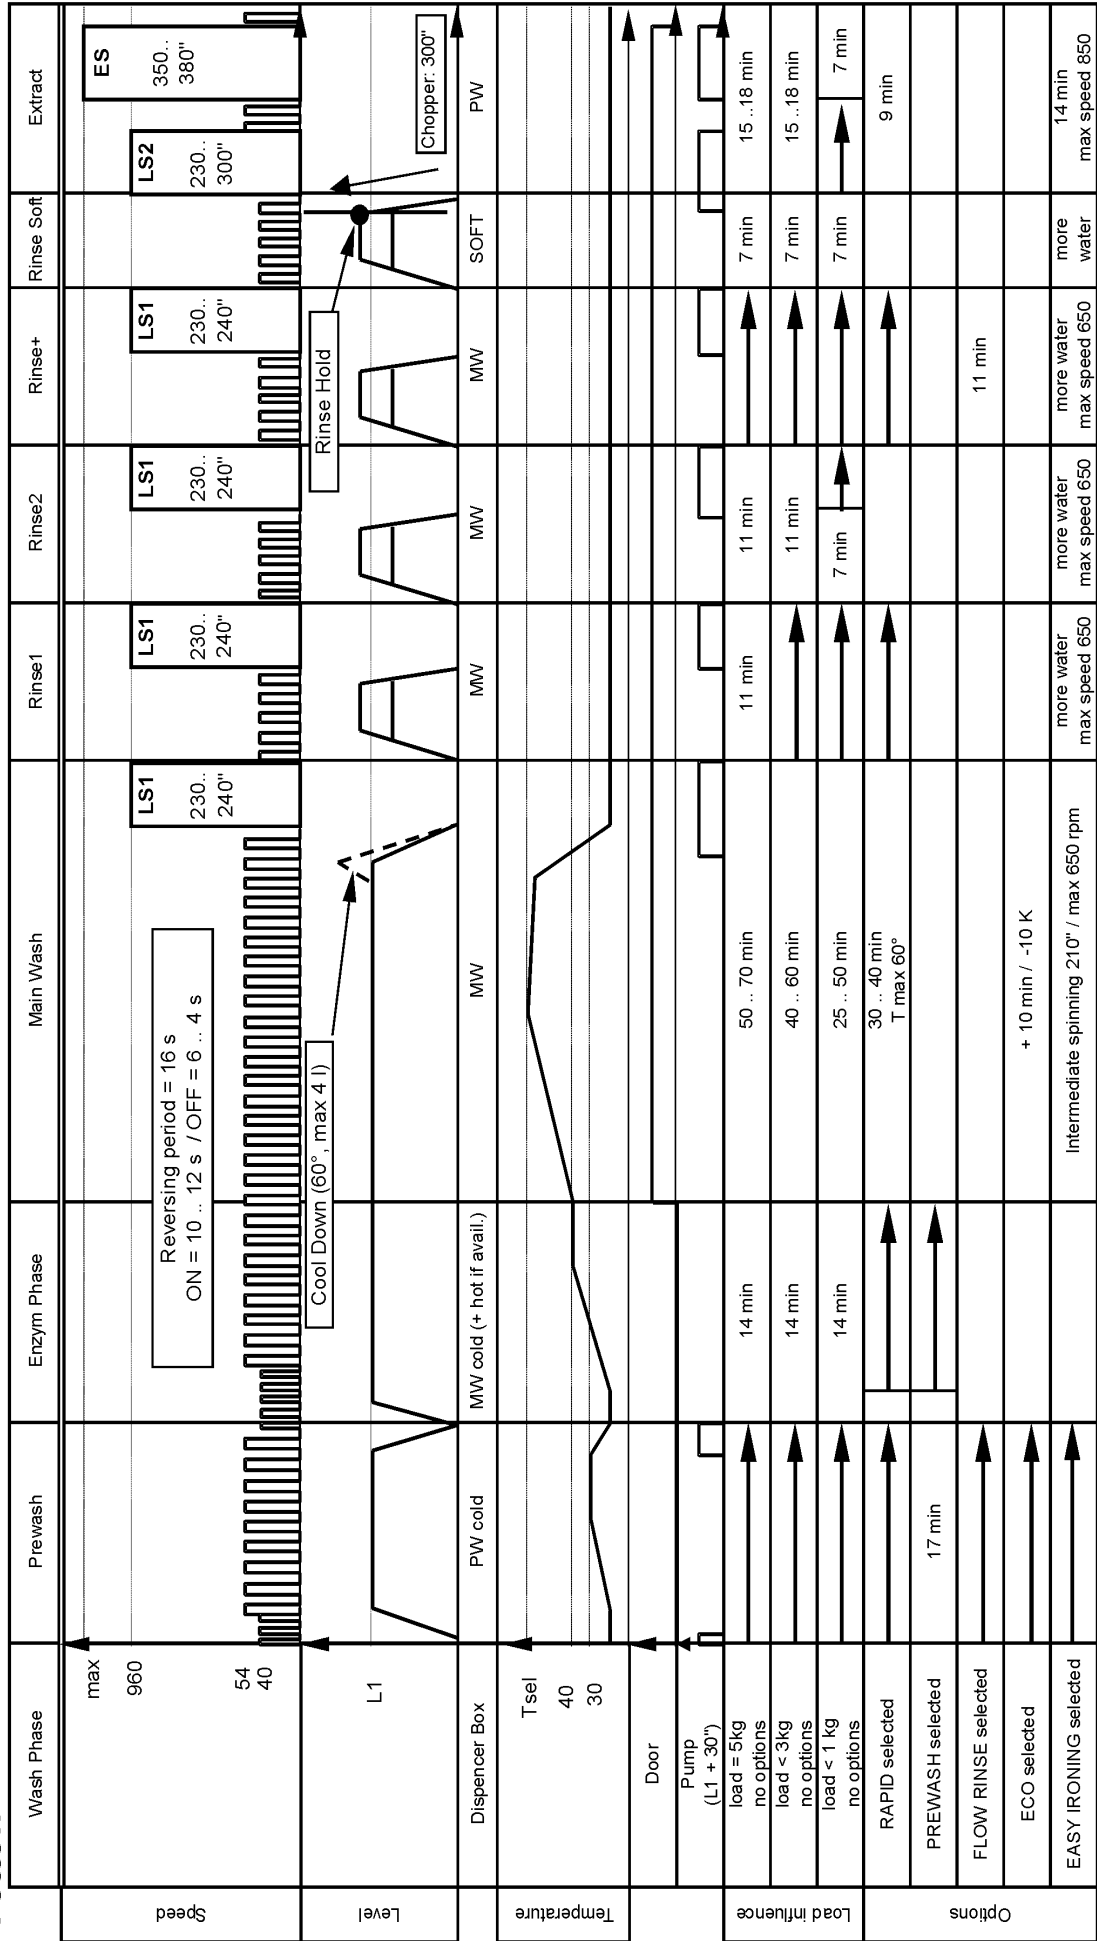 Wash Phase
Prewash
Enzym Phase
Main Wash
Rinse1
Rinse2
Rinse+
Rinse Soft
Extract
Speed
max
960
54
40
Reversing period = 16 s
ON = 10 .. 12 s / OFF = 6 .. 4 s
LS1
230..
240"
LS1
230..
240"
LS1
230..
240"
LS1
230..
240"
LS2
230..
300"
ES
350..
380"
Level
L1
Cool Down (60°, max 4 l)
Rinse Hold
Chopper: 300"
Dispencer Box
PW cold
MW cold (+ hot if avail.)
MW
MW
MW
MW
SOFT
PW
Temperature
Tsel
40
30
Door
Pump
(L1 + 30")
Load influence
load = 5kg
no options
14 min
50 .. 70 min
11 min
11 min
7 min
15 ..18 min
load < 3kg
no options
14 min
40 .. 60 min
11 min
7 min
15 ..18 min
load < 1 kg
no options
14 min
25 .. 50 min
7 min
7 min
7 min
Options
RAPID selected
30 .. 40 min
T max 60°
9 min
PREWASH selected
17 min
FLOW RINSE selected
11 min
ECO selected
+ 10 min / -10 K
EASY IRONING selected
Intermediate spinning 210" / max 650 rpm
more water
max speed 650
more water
max speed 650
more water
max speed 650
more
water
14 min
max speed 850